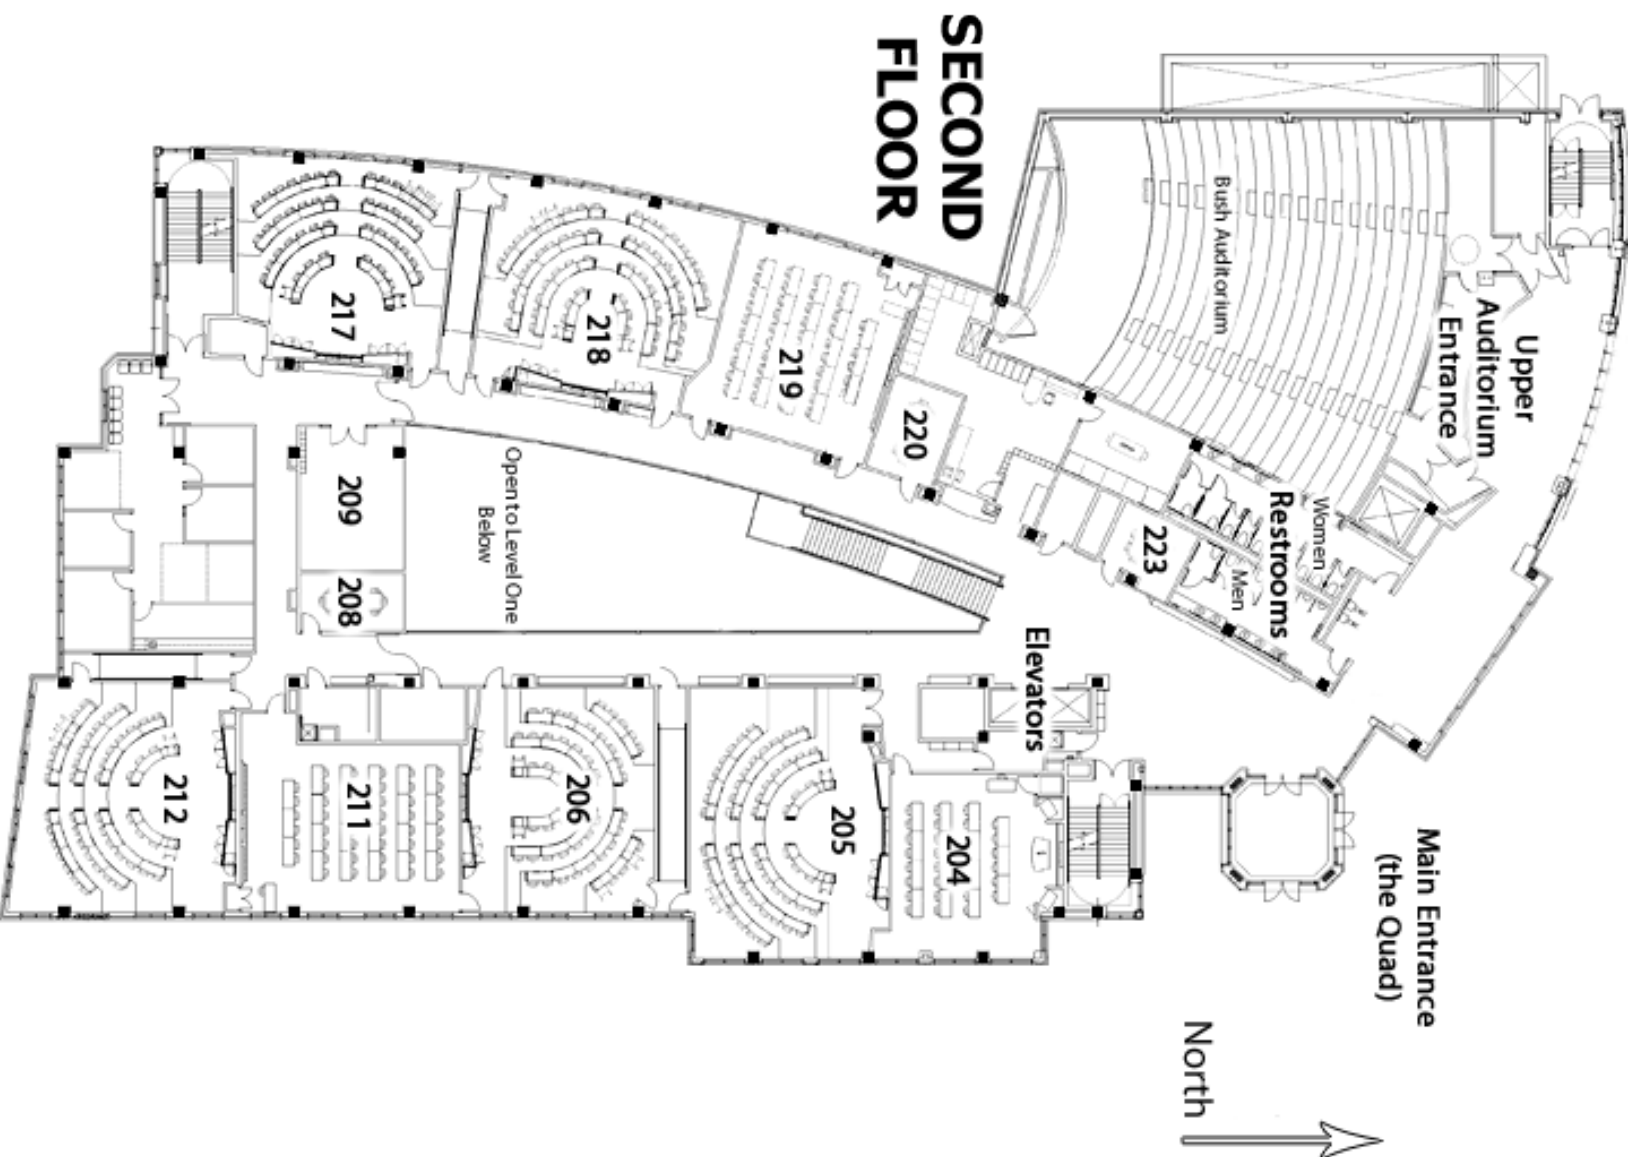 SECOND
FLOOR
Bush Auditorium
Upper
Auditorium
Entrance
217
218
219
220
223
Women
Restrooms
Men
Open to Level One
Below
209
208
Elevators
212
211
206
205
204
Main Entrance
(the Quad)
North